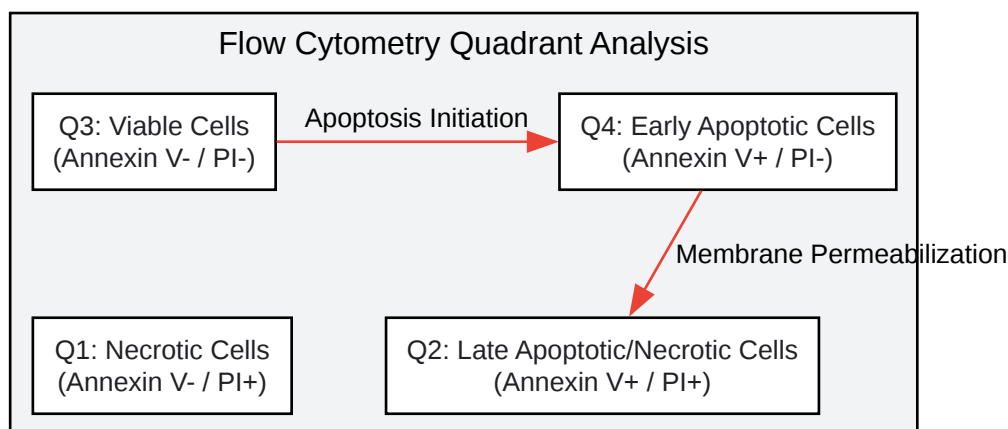 Flow Cytometry Quadrant Analysis
Q3: Viable Cells
(Annexin V- / PI-)
Apoptosis Initiation
Q4: Early Apoptotic Cells
(Annexin V+ / PI-)
Membrane Permeabilization
Q1: Necrotic Cells
(Annexin V- / PI+)
Q2: Late Apoptotic/Necrotic Cells
(Annexin V+ / PI+)